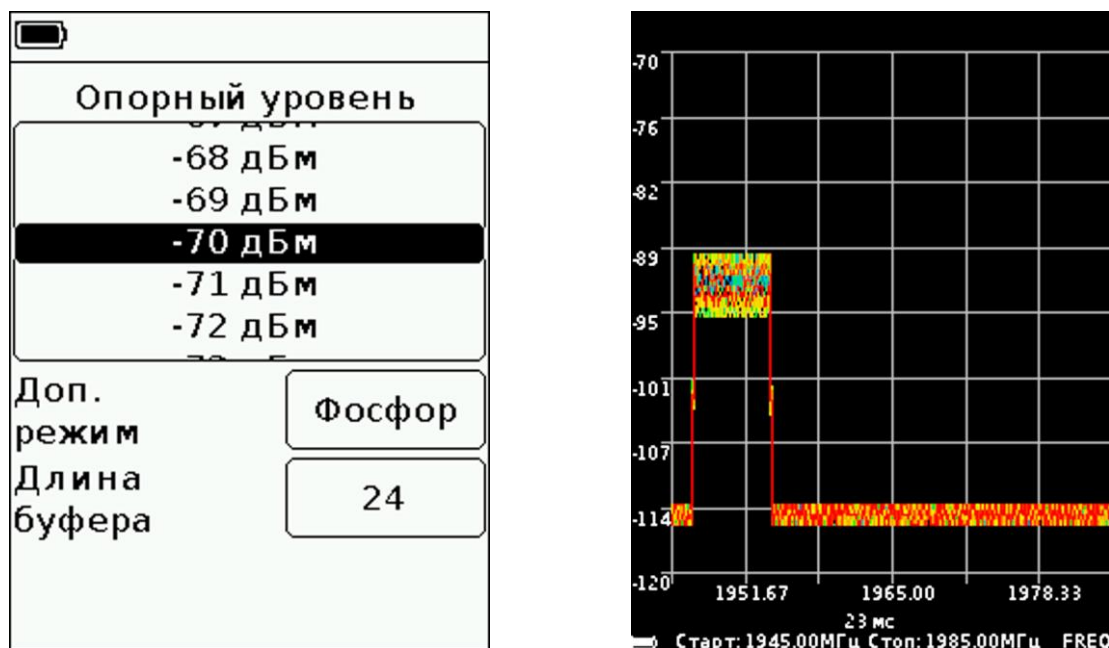 Опорный уровень
-68 дБм
-69 дБм
-70 дБм
-71 дБм
-72 дБм
Доп.
режим
Фосфор
Длина
буфера
24
-70
-76
-82
-89
-95
-101
-107
-114
-120
1951.67 1965.00 1978.33
23 мс
Старт: 1945.00МГц Стоп: 1985.00МГц FREQ